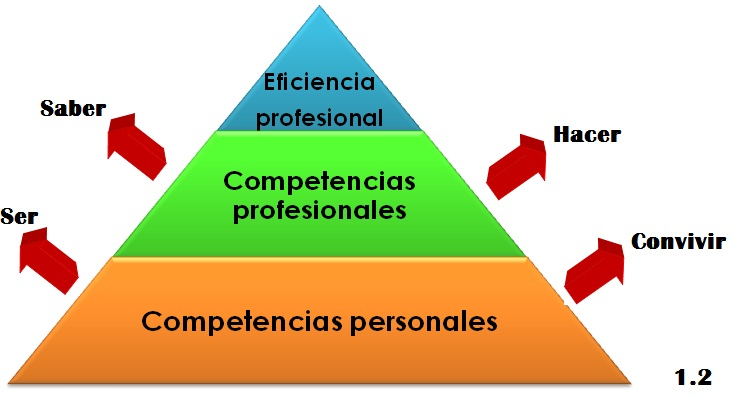 Eficiencia
profesional
Saber
Hacer
Competencias
profesionales
Ser
Convivir
Competencias personales
1.2